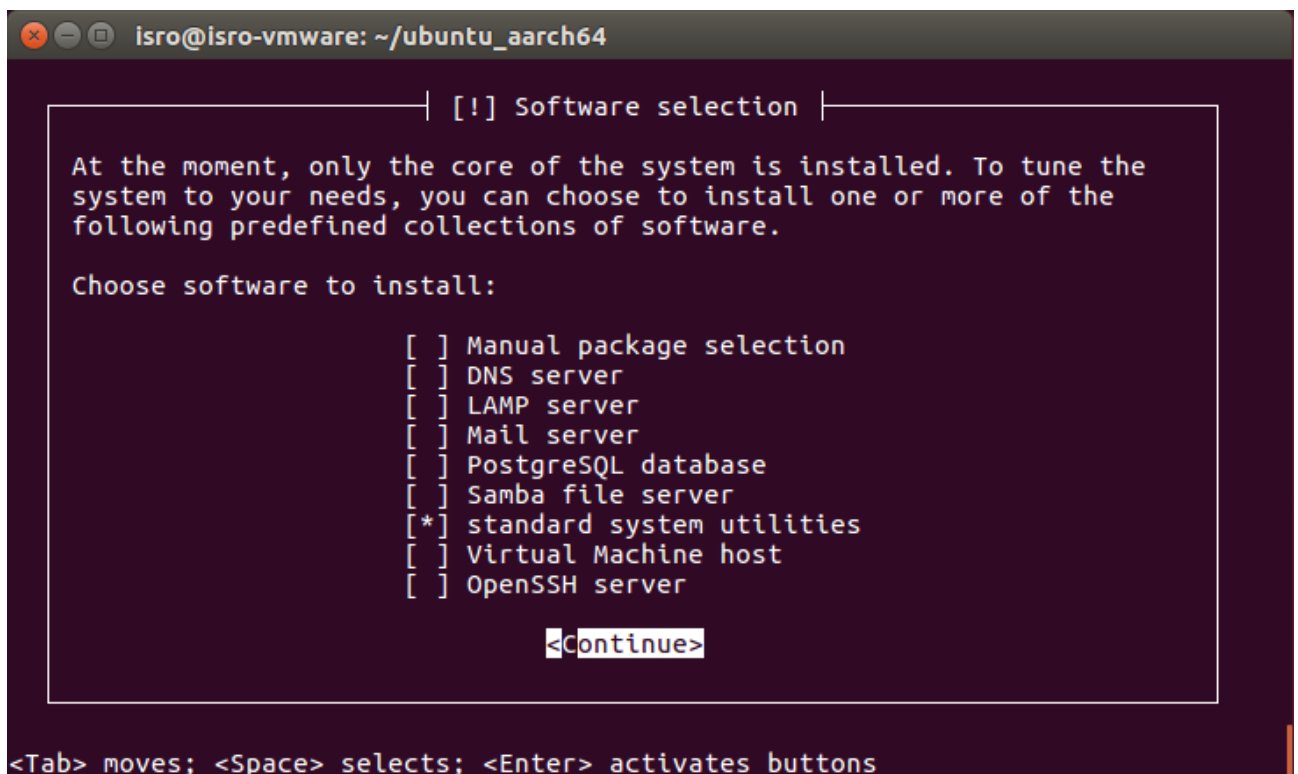 isro@isro-vmware: ~/ubuntu_aarch64
[!] Software selection
At the moment, only the core of the system is installed. To tune the
system to your needs, you can choose to install one or more of the
following predefined collections of software.
Choose software to install:
[ ] Manual package selection
[ ] DNS server
[ ] LAMP server
[ ] Mail server
[ ] PostgreSQL database
[ ] Samba file server
[*] standard system utilities
[ ] Virtual Machine host
[ ] OpenSSH server
<Continue>
<Tab> moves; <Space> selects; <Enter> activates buttons